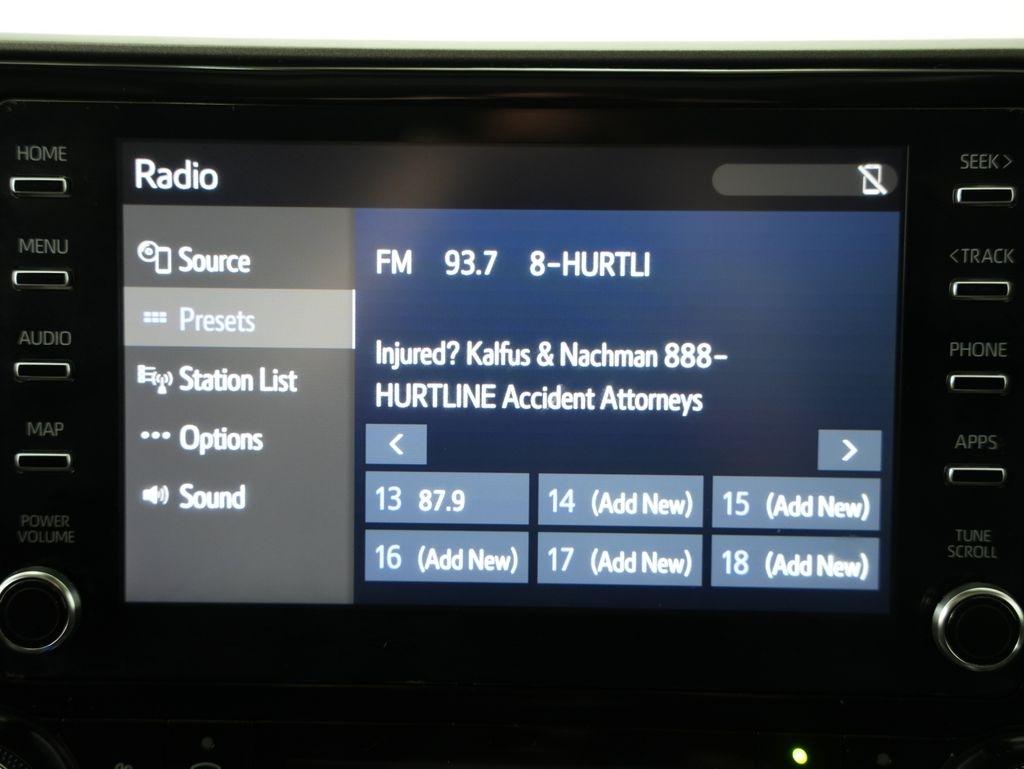 HOME
MENU
AUDIO
MAP
POWER
VOLUME
Radio
Source
Presets
Station List
Options
Sound
FM 93.7 8-HURTLI
Injured? Kalfus & Nachman 888-
HURTLINE Accident Attorneys
< >
13 87.9 14 (Add New) 15 (Add New)
16 (Add New) 17 (Add New) 18 (Add New)
SEEK >
< TRACK
PHONE
APPS
TUNE
SCROLL